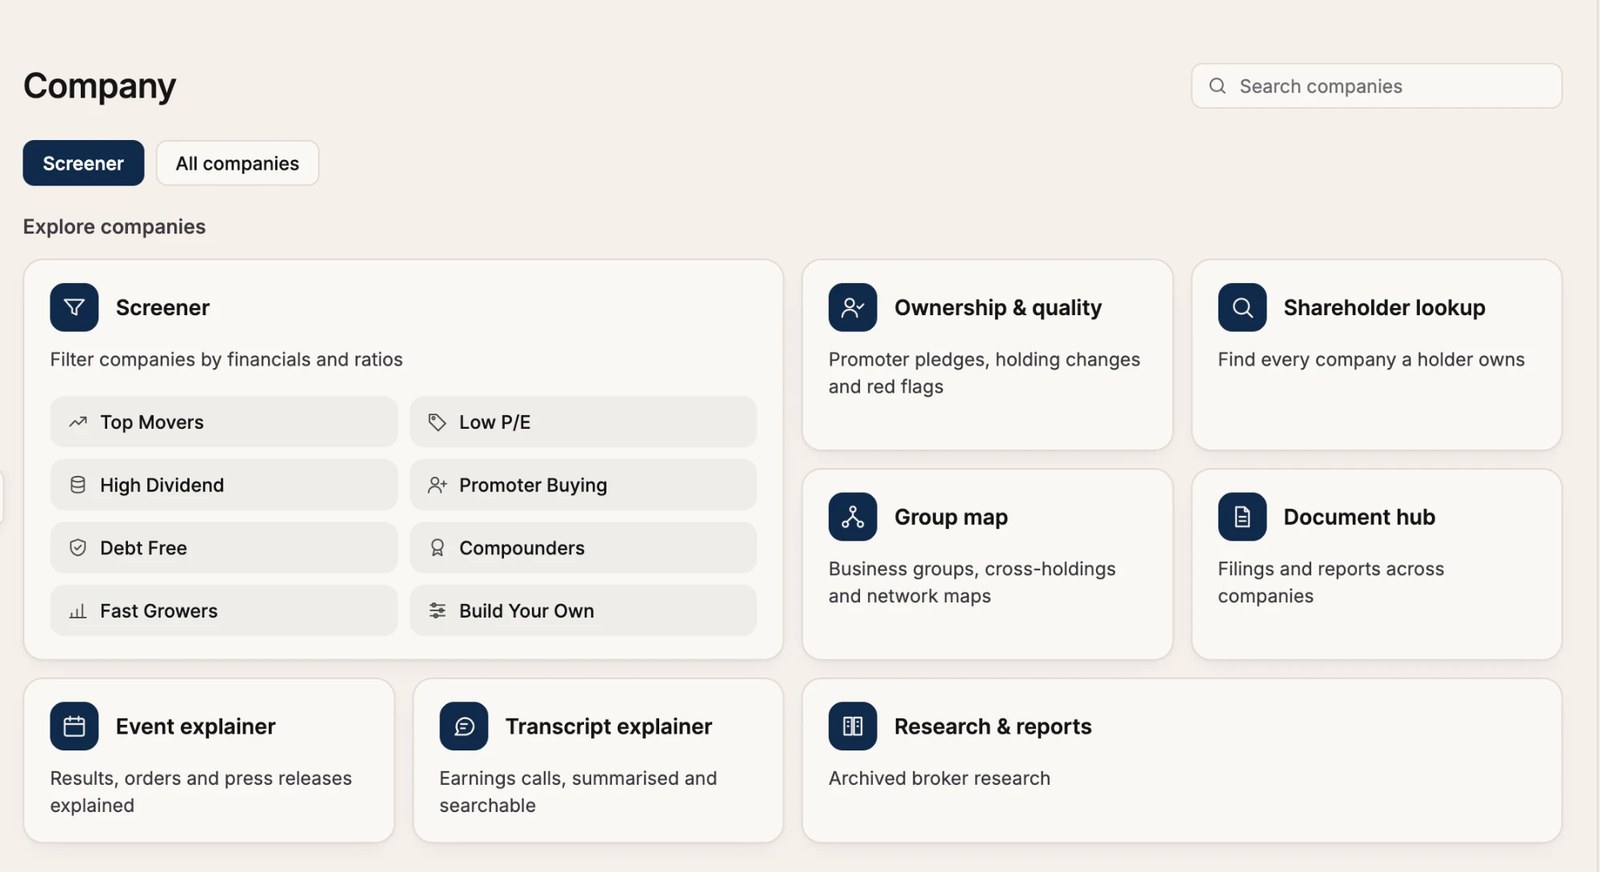 Company
Search companies
Screener
All companies
Explore companies
Screener
Filter companies by financials and ratios
Top Movers
Low P/E
High Dividend
Promoter Buying
Debt Free
Compounders
Fast Growers
Build Your Own
Ownership & quality
Promoter pledges, holding changes
and red flags
Shareholder lookup
Find every company a holder owns
Group map
Business groups, cross-holdings
and network maps
Document hub
Filings and reports across
companies
Event explainer
Results, orders and press releases
explained
Transcript explainer
Earnings calls, summarised and
searchable
Research & reports
Archived broker research